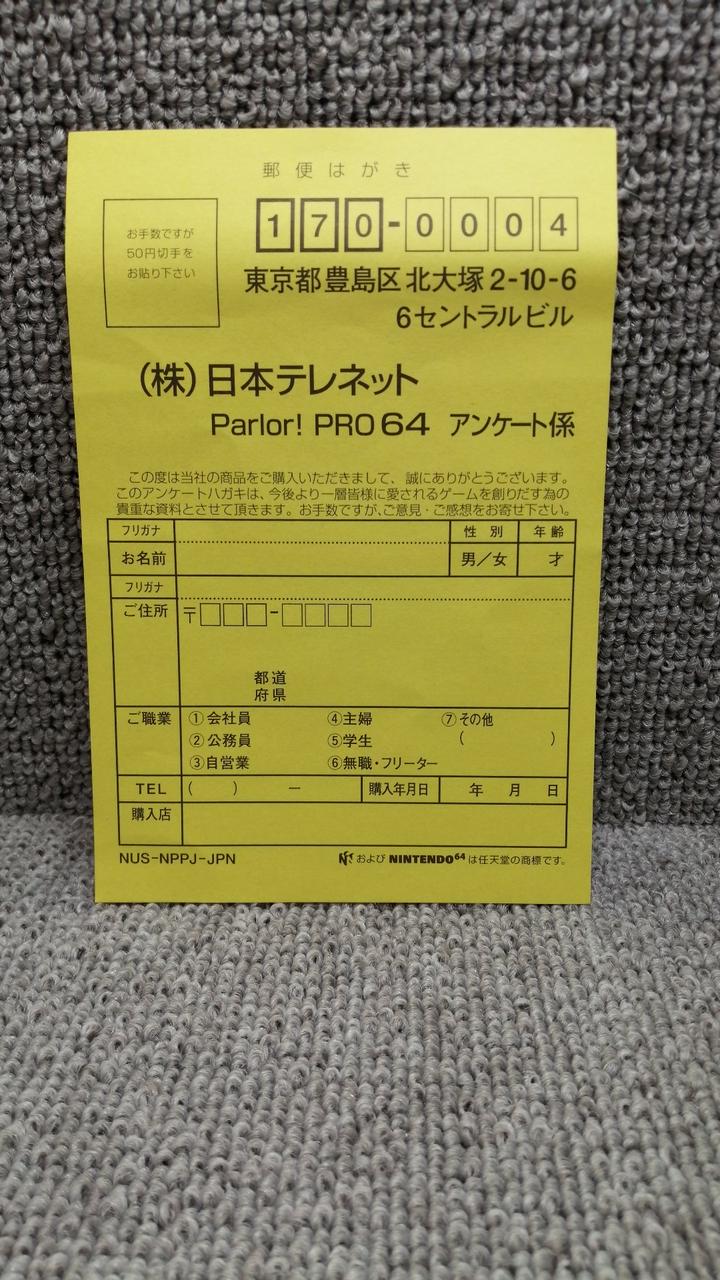 郵便はがき
お手数ですが
50円切手を
お貼り下さい
170-0004
東京都豊島区北大塚2-10-6
6セントラルビル
(株)日本テレネット
Parlor! PRO 64 アンケート係
この度は当社の商品をご購入いただきまして、誠にありがとうございます。
このアンケートハガキは、今後より一層皆様に愛されるゲームを創りだす為の
貴重な資料とさせて頂きます。お手数ですが、ご意見・ご感想をお寄せ下さい。
フリガナ 性別 年齢
お名前 男/女 才
フリガナ
ご住所 〒□□□-□□□□
都道
府県
ご職業 ①会社員 ④主婦 ⑦その他
②公務員 ⑤学生 ( )
③自営業 ⑥無職・フリーター
TEL ( ) ー 購入年月日 年 月 日
購入店
NUS-NPPJ-JPN および NINTENDO64 は任天堂の商標です。